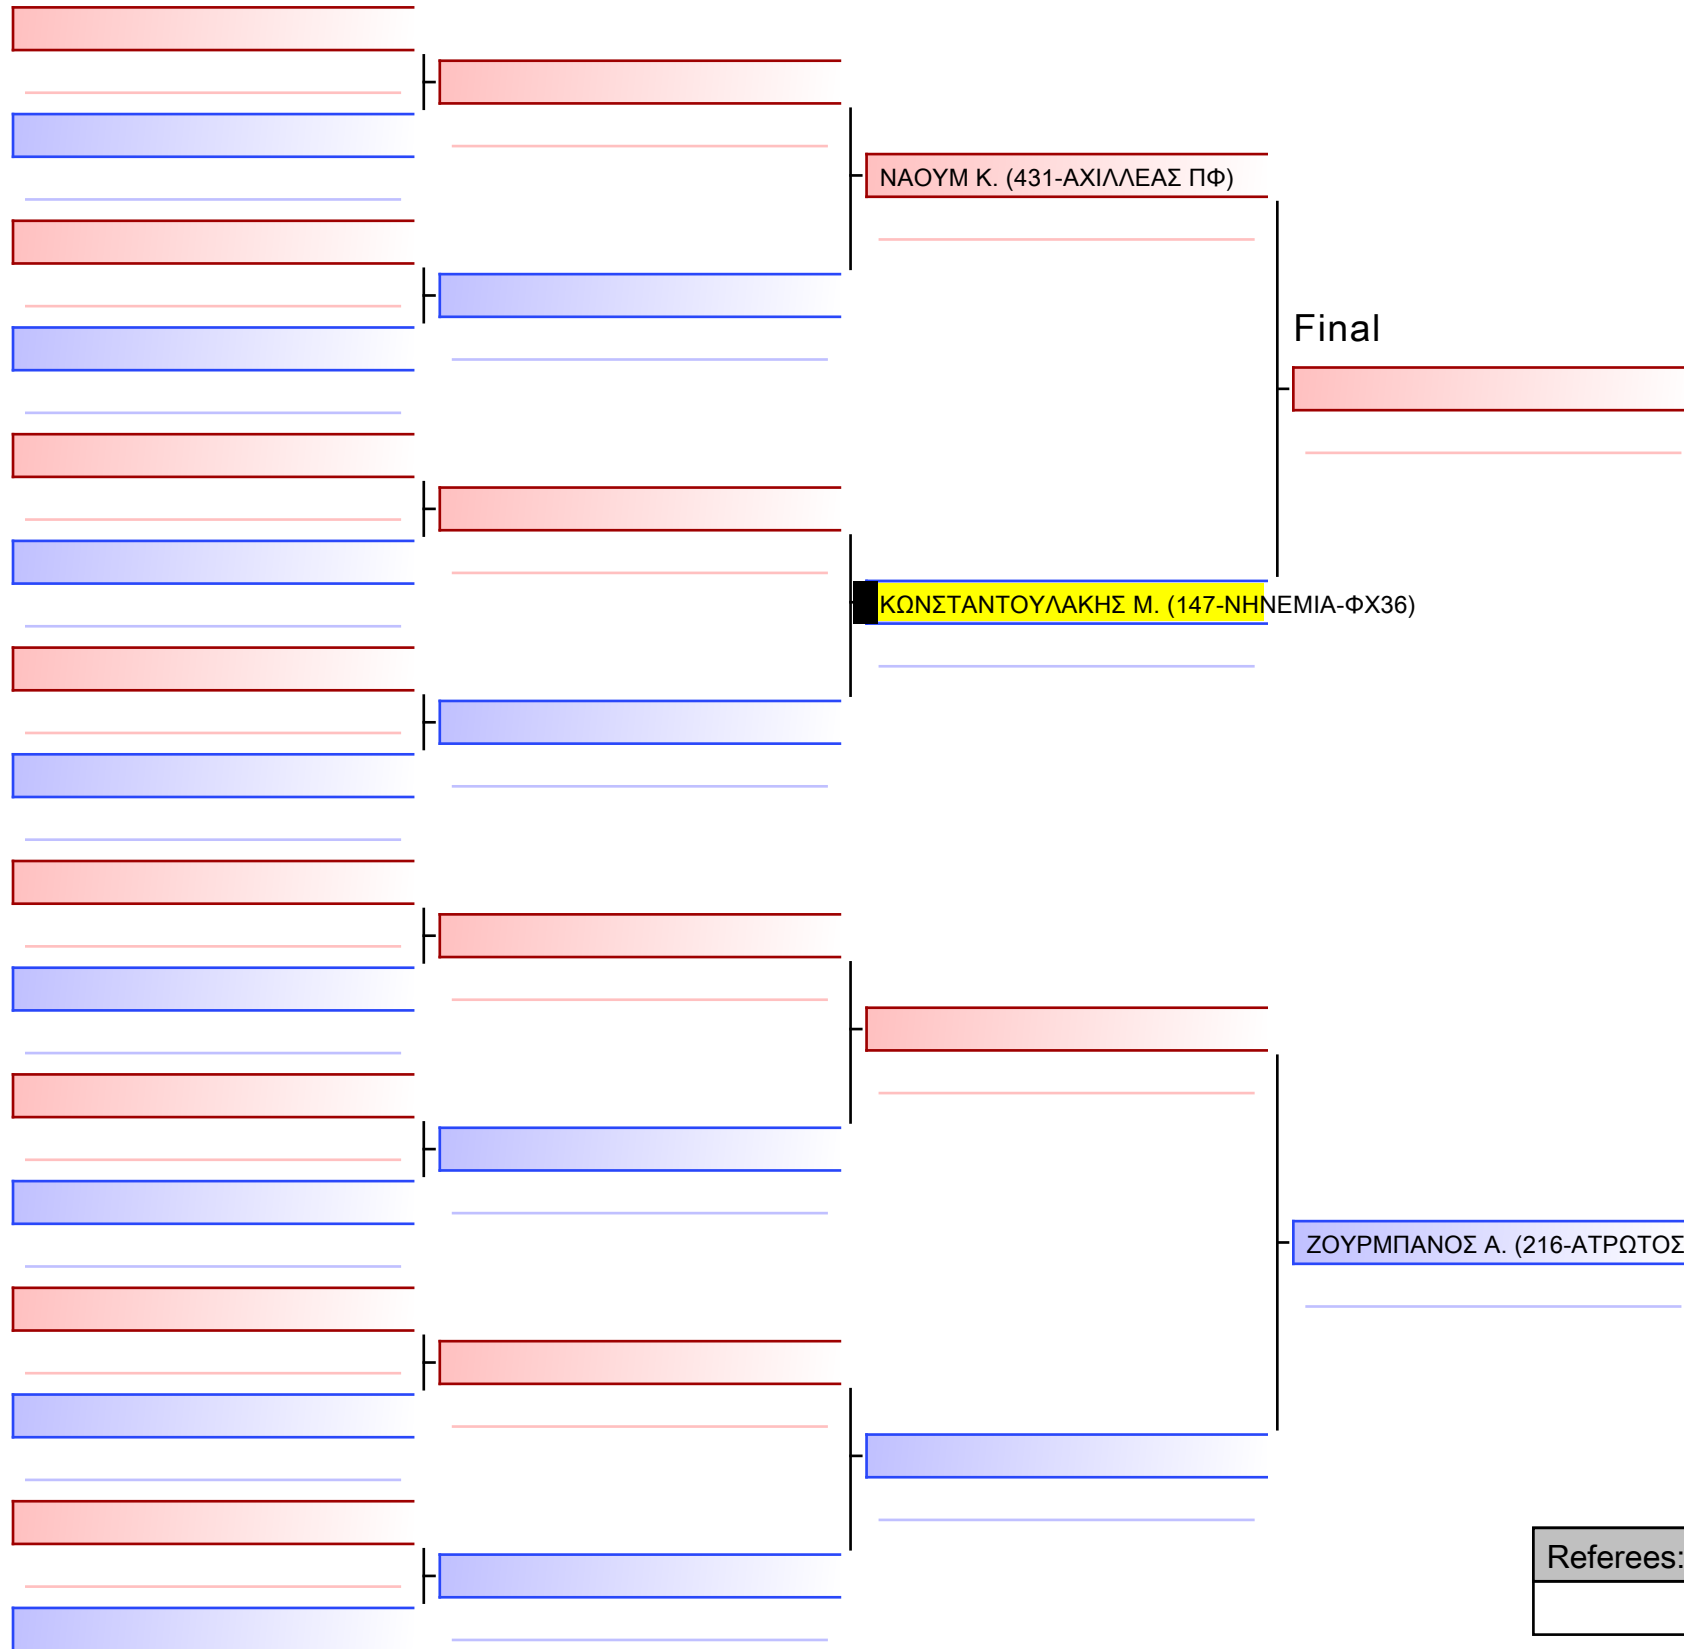 ΝΑΟΥΜ Κ. (431-ΑΧΙΛΛΕΑΣ ΠΦ)
Final
ΚΩΝΣΤΑΝΤΟΥΛΑΚΗΣ Μ. (147-ΝΗΝΕΜΙΑ-ΦΧ36)
ΖΟΥΡΜΠΑΝΟΣ Α. (216-ΑΤΡΩΤΟΣ
Referees: